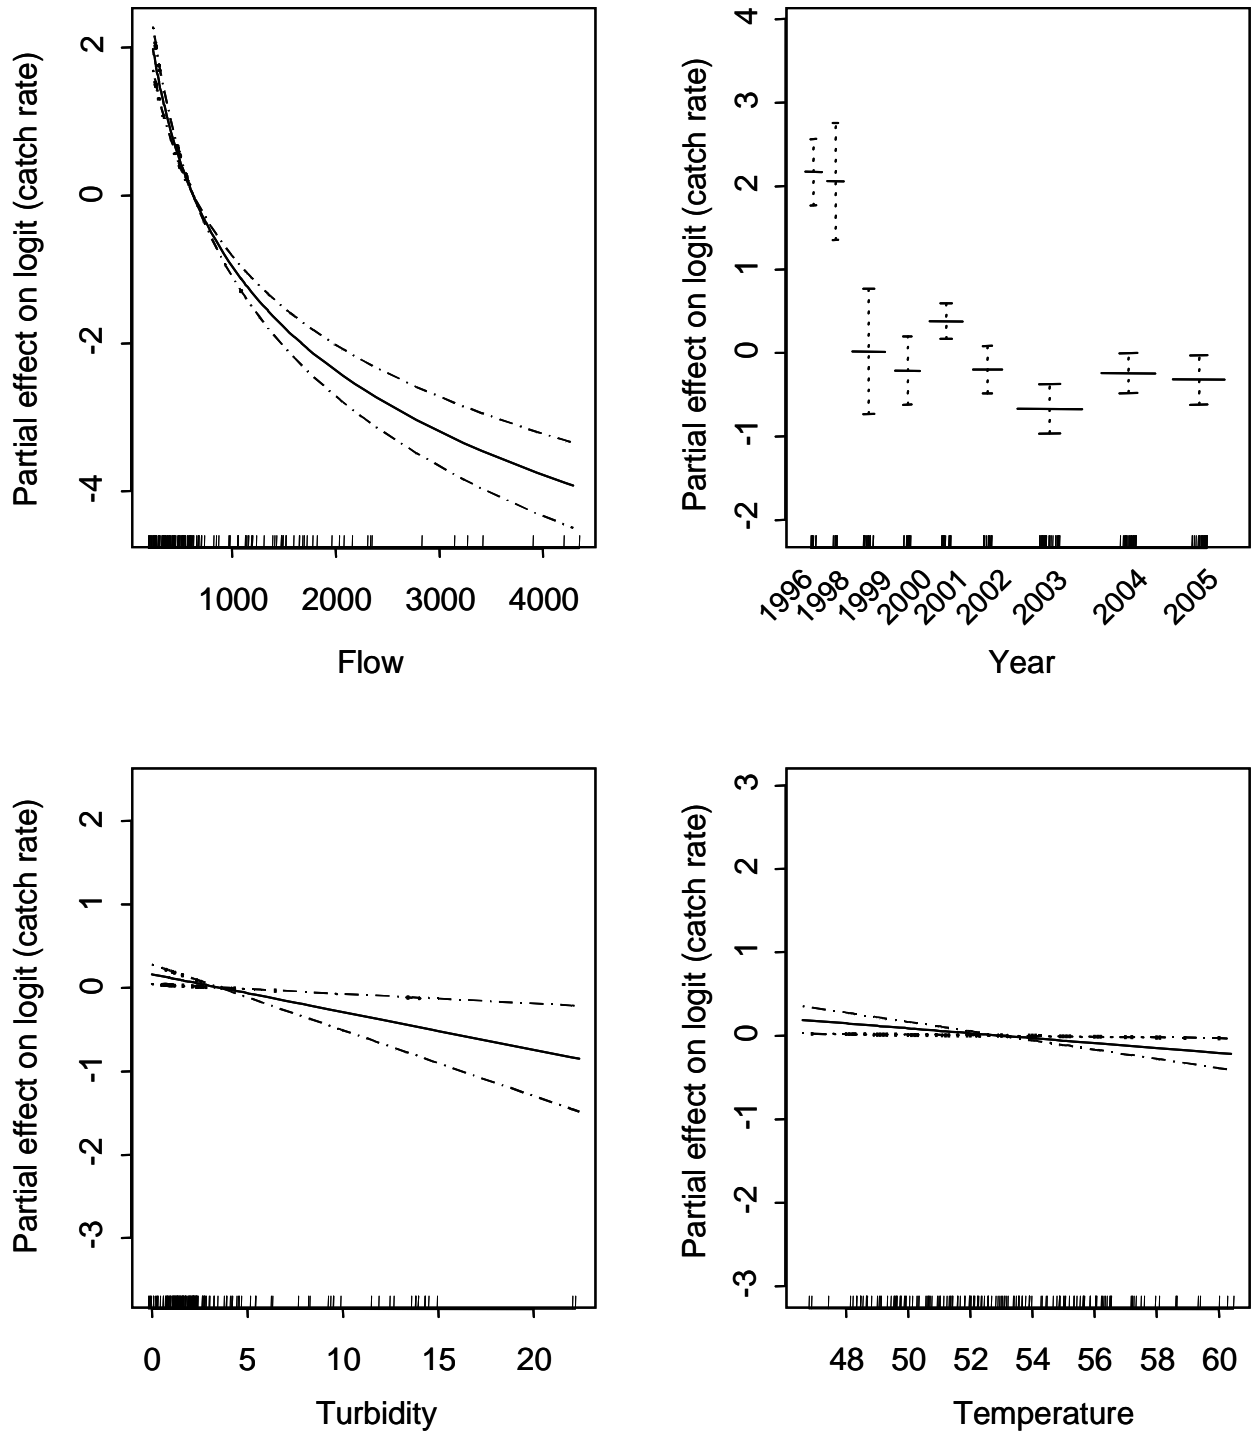 Partial effect on logit (catch rate)
2
0
-2
-4
1000 2000 3000 4000
Flow
Partial effect on logit (catch rate)
4
3
2
1
0
-1
-2
1996 1998 1999 2000 2001 2002 2003 2004 2005
Year
Partial effect on logit (catch rate)
2
1
0
-1
-2
-3
0 5 10 15 20
Turbidity
Partial effect on logit (catch rate)
3
2
1
0
-1
-2
-3
48 50 52 54 56 58 60
Temperature